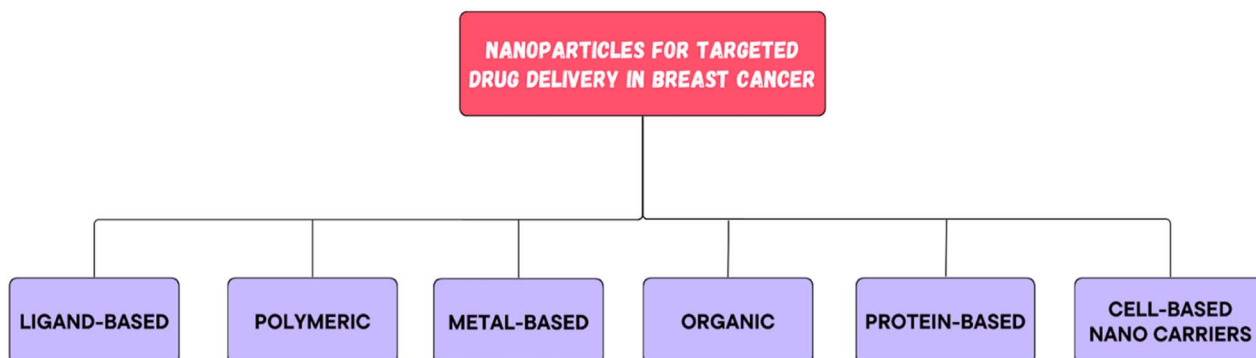 NANOPARTICLES FOR TARGETED
DRUG DELIVERY IN BREAST CANCER
LIGAND-BASED
POLYMERIC
METAL-BASED
ORGANIC
PROTEIN-BASED
CELL-BASED
NANO CARRIERS